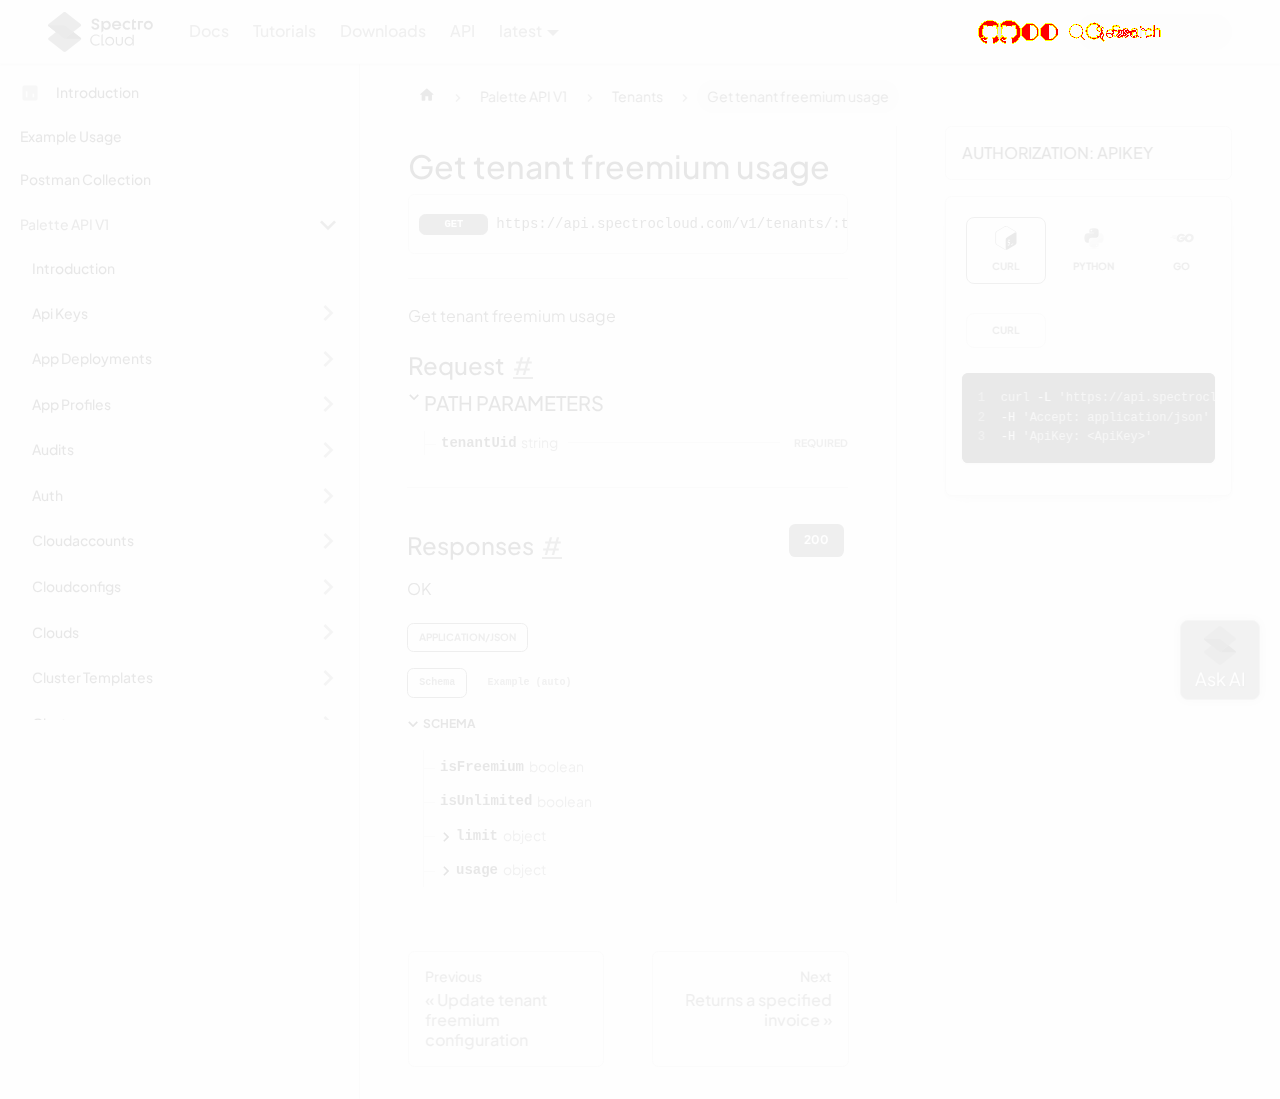 Spectro Cloud
Docs Tutorials Downloads API latest
Introduction
Example Usage
Postman Collection
Palette API V1
Introduction
Api Keys
App Deployments
App Profiles
Audits
Auth
Cloudaccounts
Cloudconfigs
Clouds
Cluster Templates
Palette API V1 > Tenants > Get tenant freemium usage
Get tenant freemium usage
GET https://api.spectrocloud.com/v1/tenants/:t
Get tenant freemium usage
Request #
PATH PARAMETERS
tenantUid string REQUIRED
Responses #
200
OK
APPLICATION/JSON
Schema Example (auto)
SCHEMA
isFreemium boolean
isUnlimited boolean
limit object
usage object
Previous
« Update tenant
freemium
configuration
Next
Returns a specified
invoice »
AUTHORIZATION: APIKEY
CURL PYTHON GO
CURL
1 curl -L 'https://api.spectrocl
2 -H 'Accept: application/json'
3 -H 'ApiKey: <ApiKey>'
Ask AI